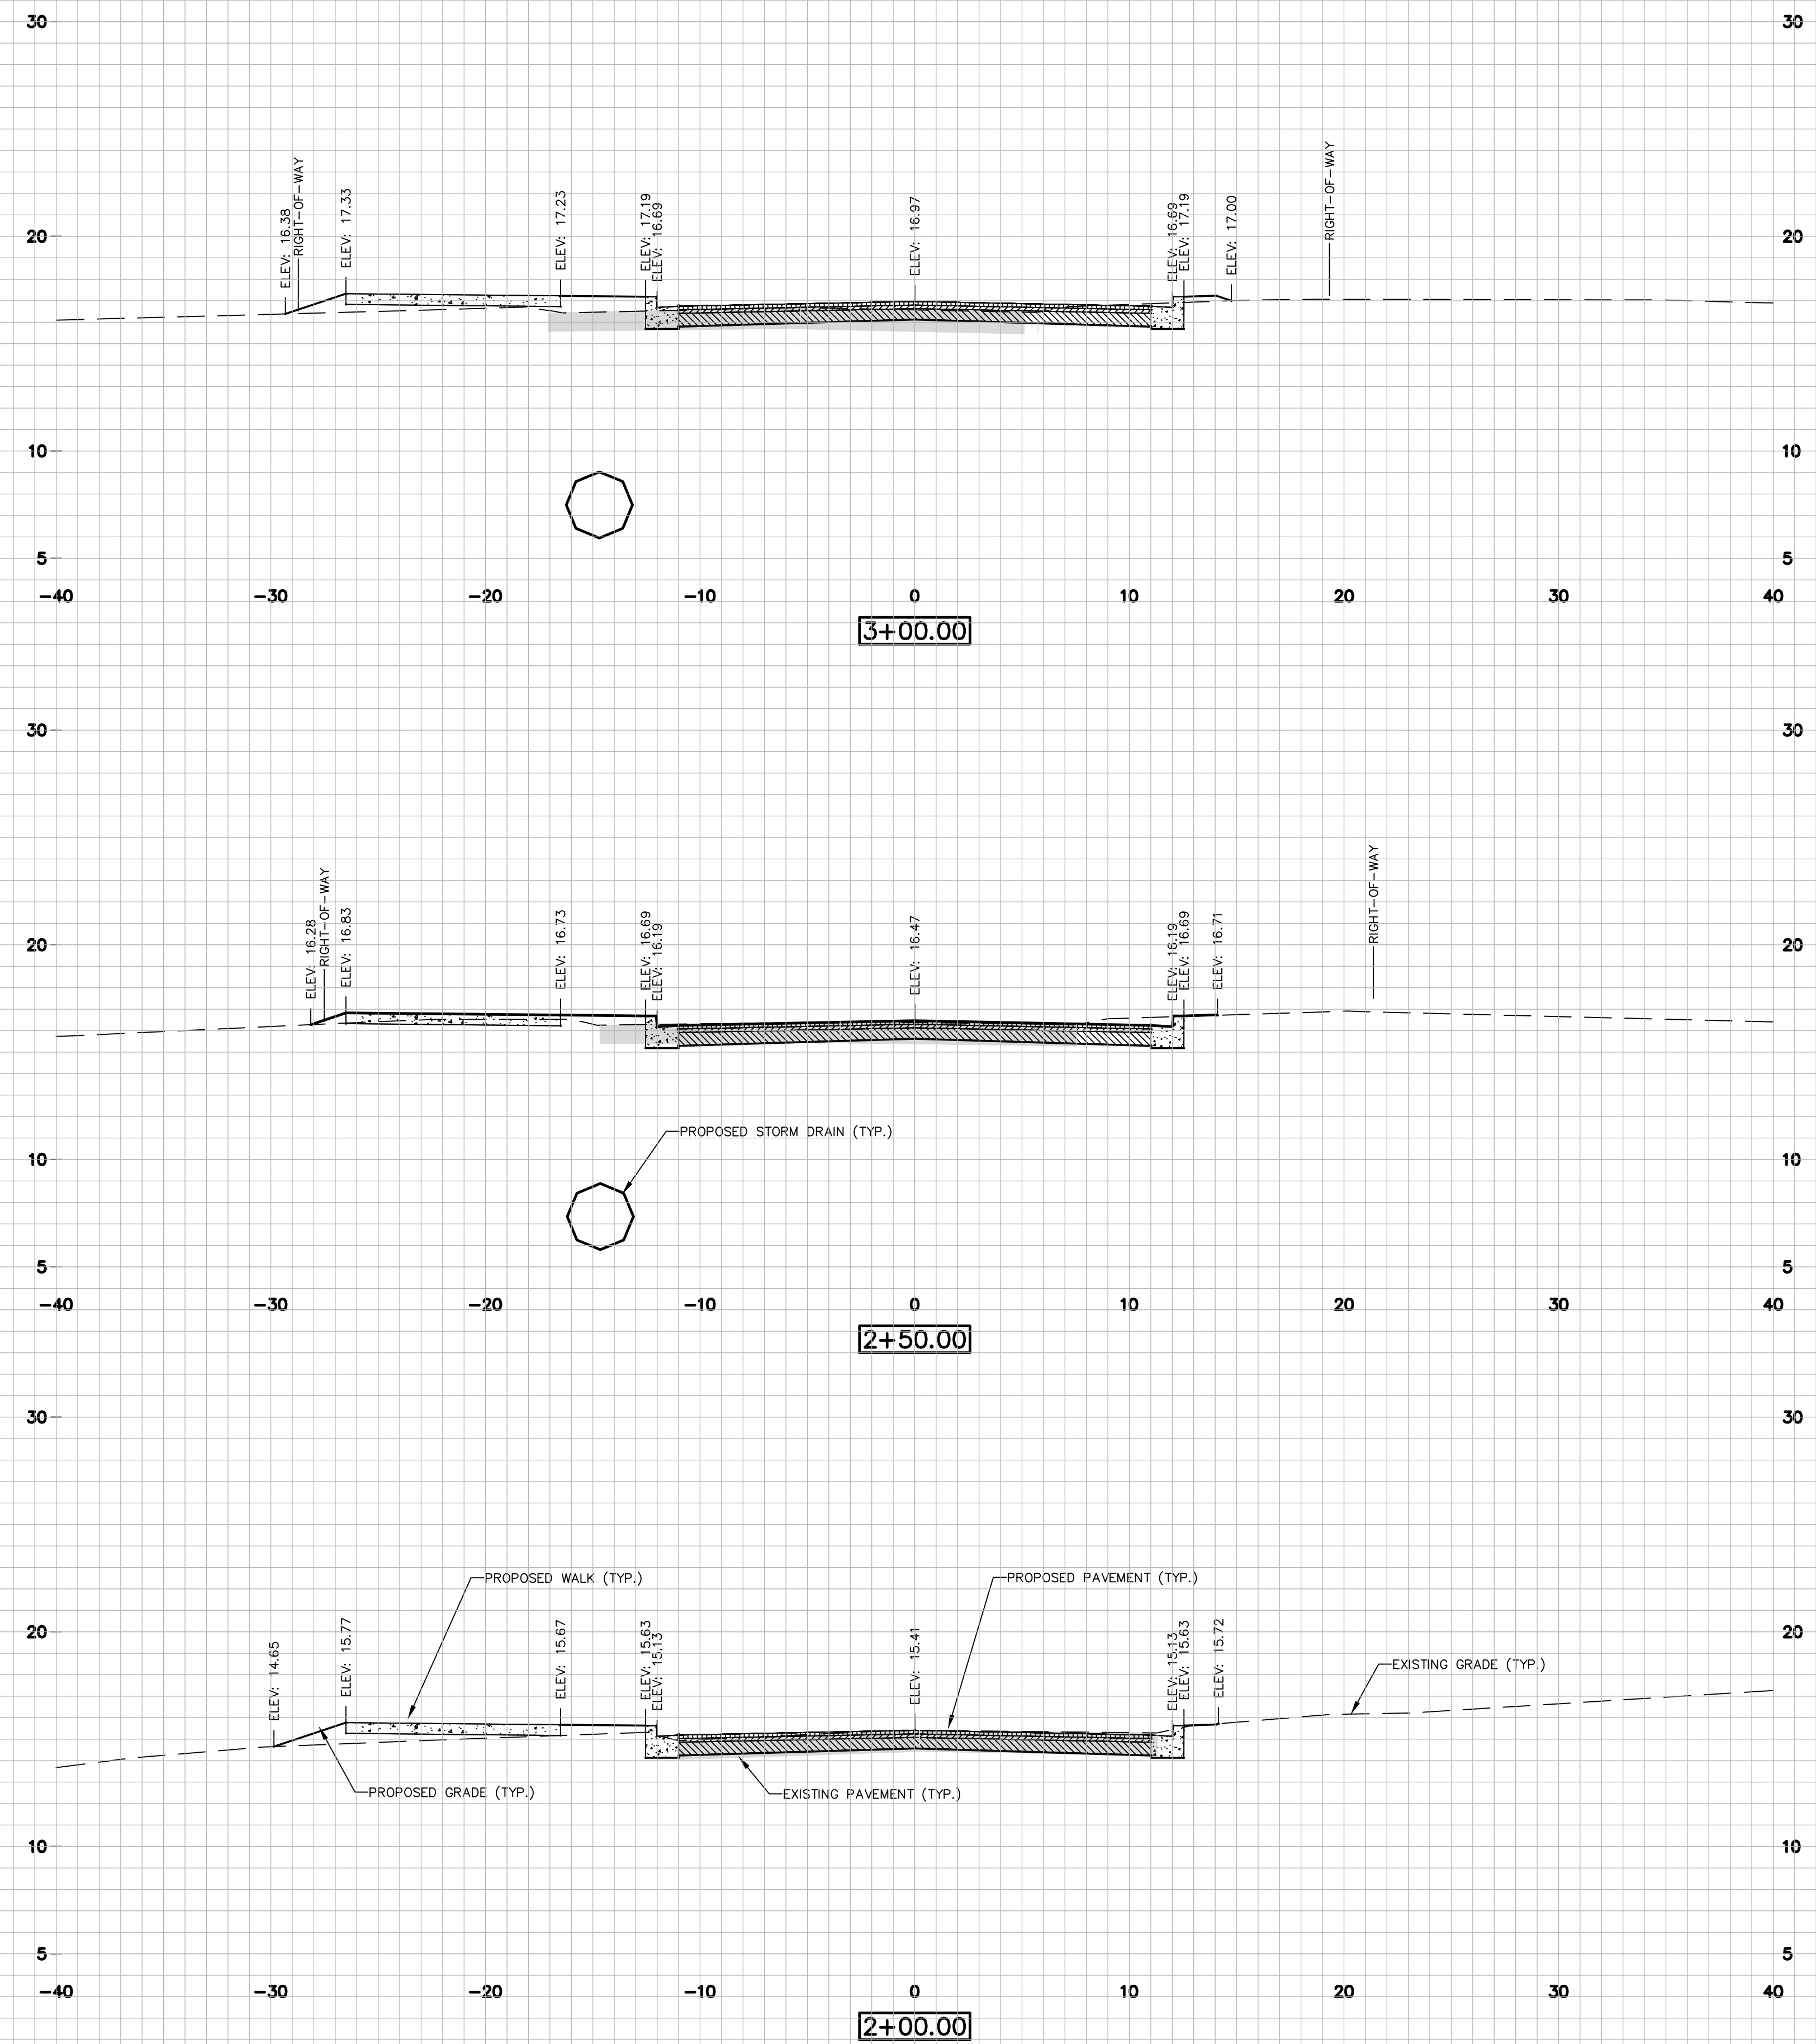 30
30
ELEV: 16.38
RIGHT-OF-WAY
ELEV: 17.33
ELEV: 17.23
ELEV: 17.19
ELEV: 16.69
ELEV: 16.97
ELEV: 16.69
ELEV: 17.19
ELEV: 17.00
RIGHT-OF-WAY
20
20
10
10
5
5
-40 -30 -20 -10 0 10 20 30 40
3+00.00
30
30
ELEV: 16.28
RIGHT-OF-WAY
ELEV: 16.83
ELEV: 16.73
ELEV: 16.69
ELEV: 16.19
ELEV: 16.47
ELEV: 16.19
ELEV: 16.69
ELEV: 16.71
RIGHT-OF-WAY
20
20
PROPOSED STORM DRAIN (TYP.)
10
10
5
5
-40 -30 -20 -10 0 10 20 30 40
2+50.00
30
30
PROPOSED WALK (TYP.)
PROPOSED PAVEMENT (TYP.)
20
20
ELEV: 14.65
ELEV: 15.77
ELEV: 15.67
ELEV: 15.63
ELEV: 15.13
ELEV: 15.41
ELEV: 15.13
ELEV: 15.63
ELEV: 15.72
EXISTING GRADE (TYP.)
PROPOSED GRADE (TYP.)
EXISTING PAVEMENT (TYP.)
10
10
5
5
-40 -30 -20 -10 0 10 20 30 40
2+00.00